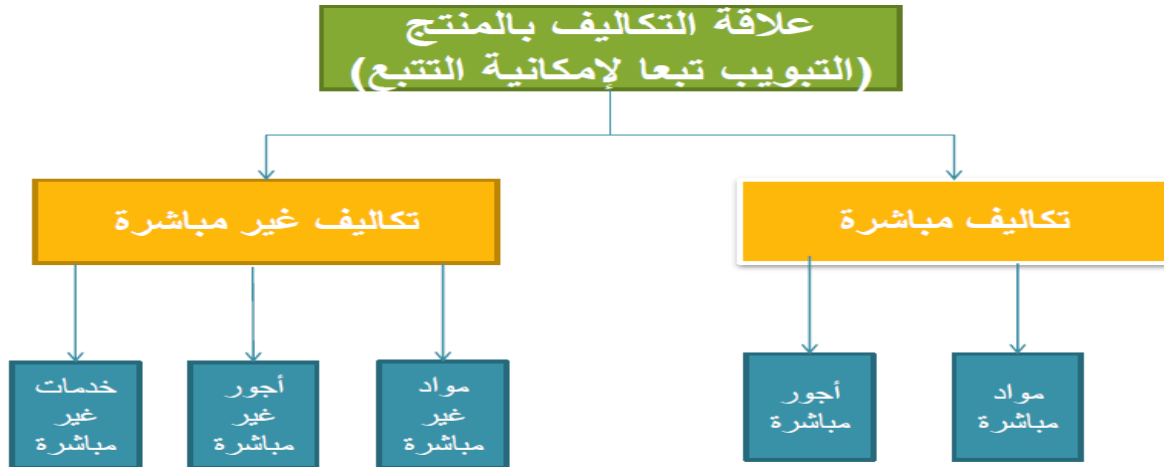 علاقة التكاليف بالمنتج
(التبويب تبعا لإمكانية التتبع)
تكاليف مباشرة
تكاليف غير مباشرة
مواد
مباشرة
أجور
مباشرة
مواد
غير
مباشرة
أجور
غير
مباشرة
خدمات
غير
مباشرة